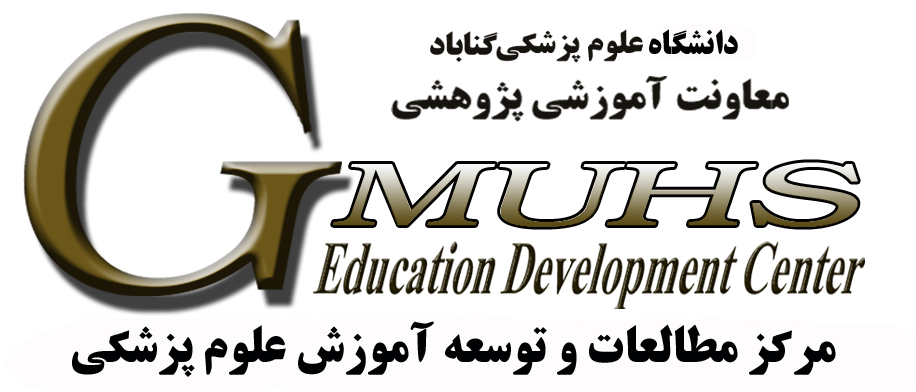 دانشگاه علوم پزشکی گناباد
معاونت آموزشی پژوهشی
GMUHS
Education Development Center
مرکز مطالعات و توسعه آموزش علوم پزشکی